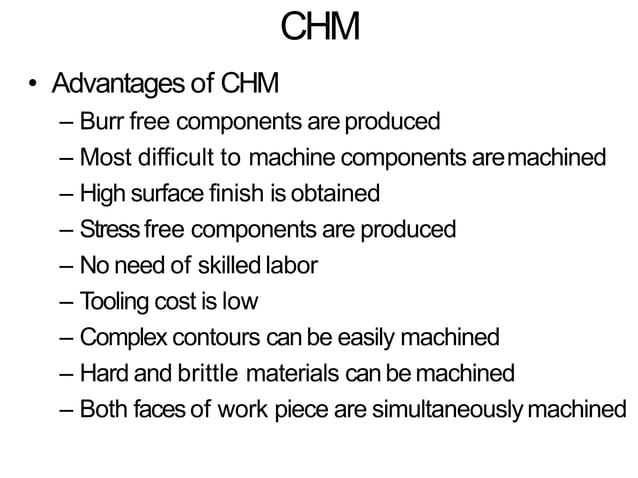 CHM
• Advantages of CHM
– Burr free components are produced
– Most difficult to machine components are machined
– High surface finish is obtained
– Stress free components are produced
– No need of skilled labor
– Tooling cost is low
– Complex contours can be easily machined
– Hard and brittle materials can be machined
– Both faces of work piece are simultaneously machined